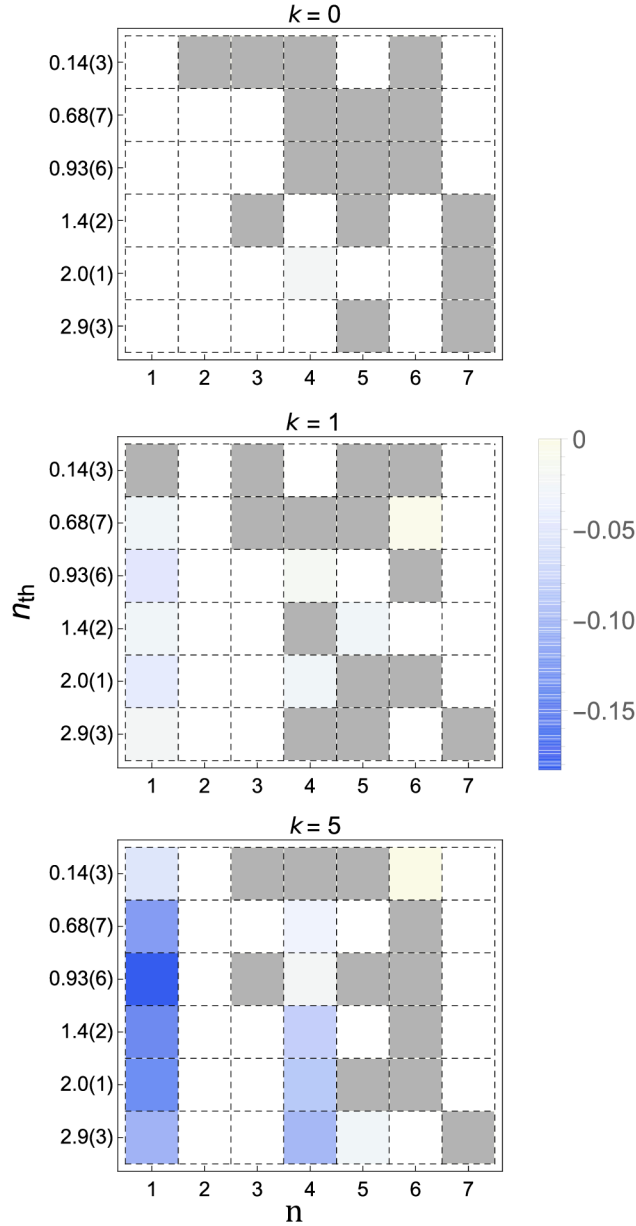 k = 0
0.14(3)
0.68(7)
0.93(6)
1.4(2)
2.0(1)
2.9(3)
1 2 3 4 5 6 7
k = 1
0.14(3)
0.68(7)
0.93(6)
1.4(2)
2.0(1)
2.9(3)
1 2 3 4 5 6 7
nth
0
−0.05
−0.10
−0.15
k = 5
0.14(3)
0.68(7)
0.93(6)
1.4(2)
2.0(1)
2.9(3)
1 2 3 4 5 6 7
n